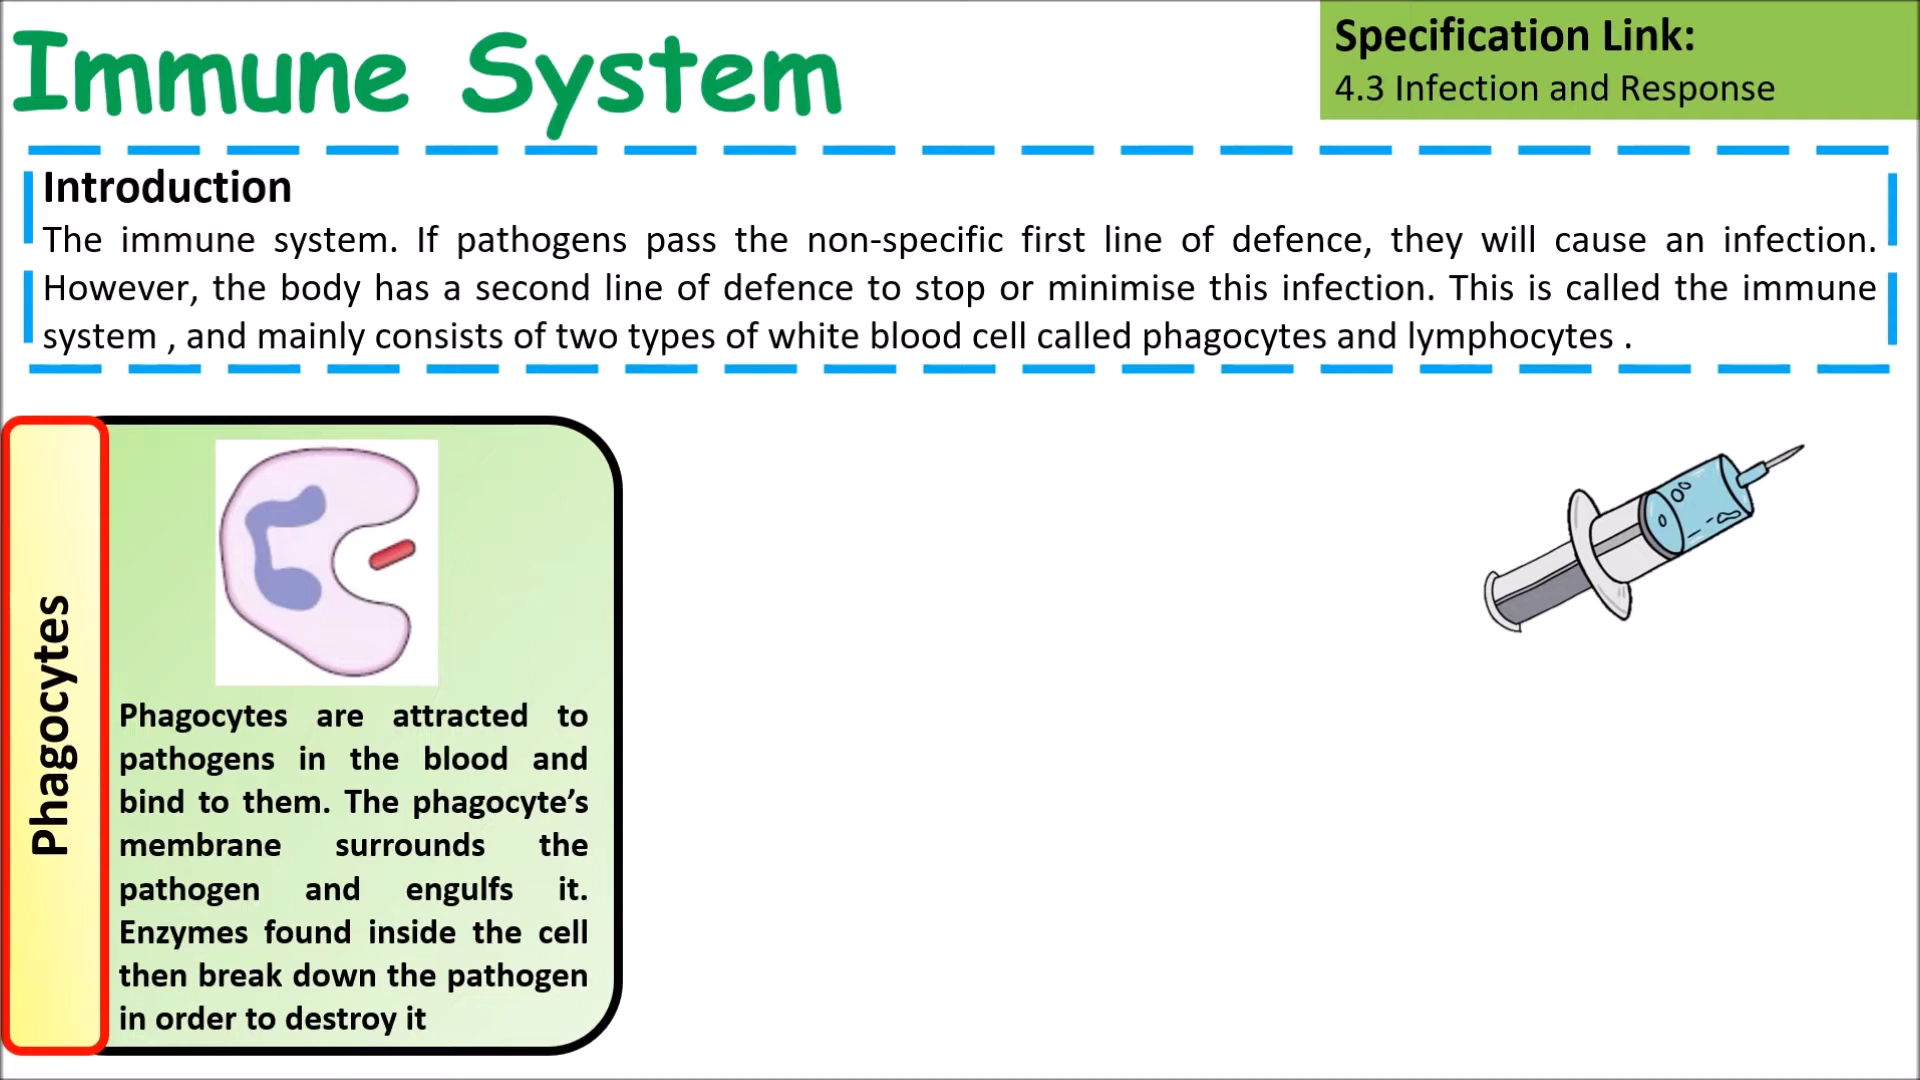 Immune System
Specification Link:
4.3 Infection and Response
Introduction
The immune system. If pathogens pass the non-specific first line of defence, they will cause an infection.
However, the body has a second line of defence to stop or minimise this infection. This is called the immune
system , and mainly consists of two types of white blood cell called phagocytes and lymphocytes .
Phagocytes
Phagocytes are attracted to
pathogens in the blood and
bind to them. The phagocyte’s
membrane surrounds the
pathogen and engulfs it.
Enzymes found inside the cell
then break down the pathogen
in order to destroy it